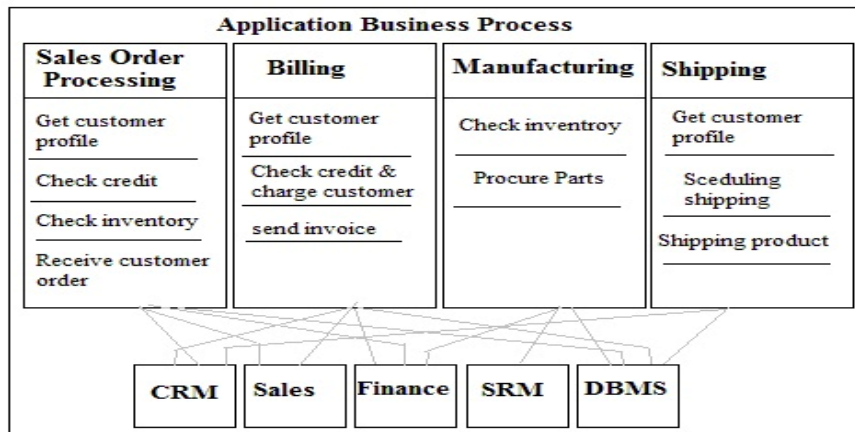 Application Business Process
Sales Order
Processing
Get customer
profile
Check credit
Check inventory
Receive customer
order
Billing
Get customer
profile
Check credit &
charge customer
send invoice
Manufacturing
Check inventroy
Procure Parts
Shipping
Get customer
profile
Sceduling
shipping
Shipping product
CRM
Sales
Finance
SRM
DBMS